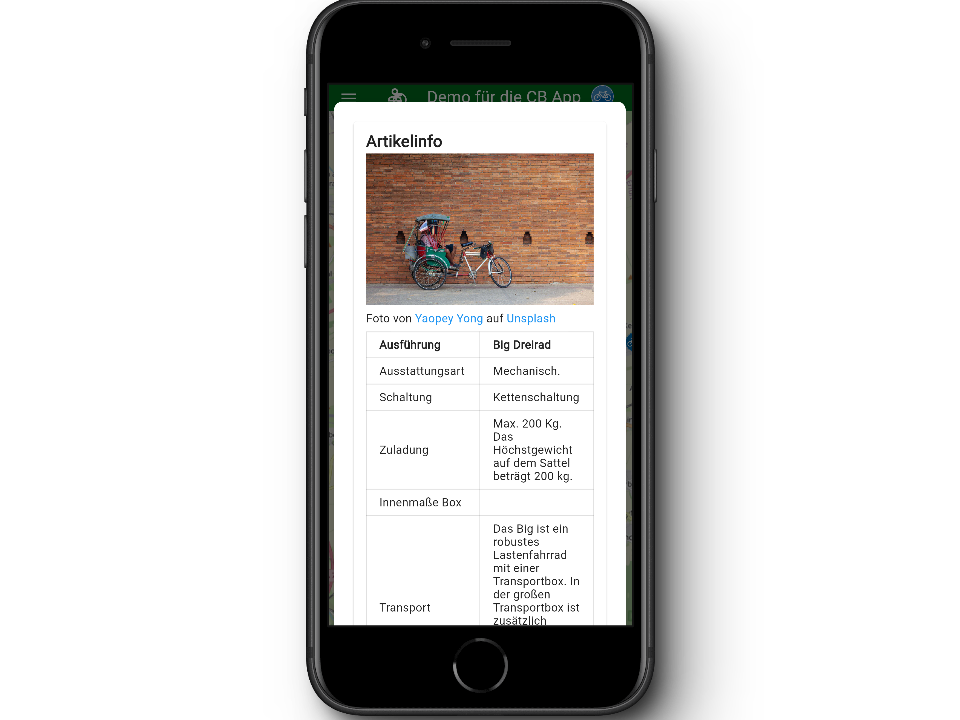 Demo für die CB App
Artikelinfo
Foto von Yaopey Yong auf Unsplash
Ausführung Big Dreirad
Ausstattungsart Mechanisch.
Schaltung Kettenschaltung
Zuladung
Max. 200 Kg.
Das
Höchstgewicht
auf dem Sattel
beträgt 200 kg.
Innenmaße Box
Transport
Das Big ist ein
robustes
Lastenfahrrad
mit einer
Transportbox. In
der großen
Transportbox ist
zusätzlich